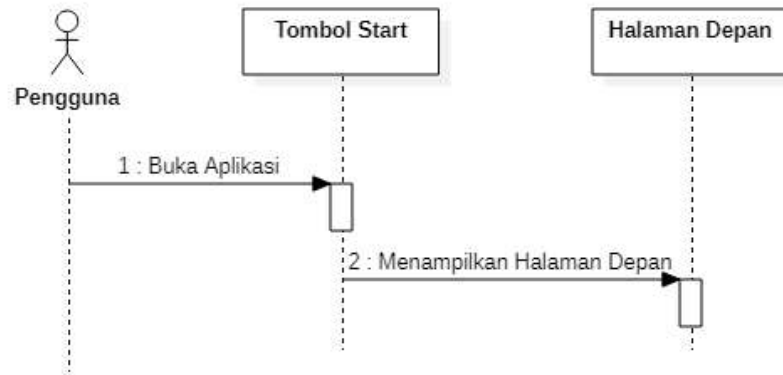 Tombol Start
Halaman Depan
Pengguna
1 : Buka Aplikasi
2 : Menampilkan Halaman Depan